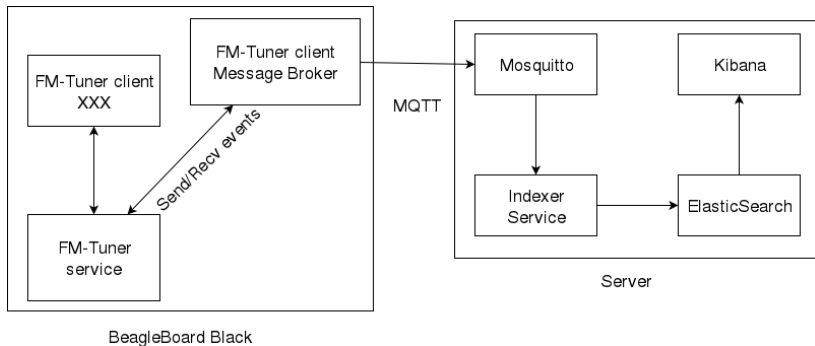 FM-Tuner client
XXX
FM-Tuner client
Message Broker
Send/Recv events
FM-Tuner
service
BeagleBoard Black
MQTT
Mosquitto
Kibana
Indexer
Service
ElasticSearch
Server